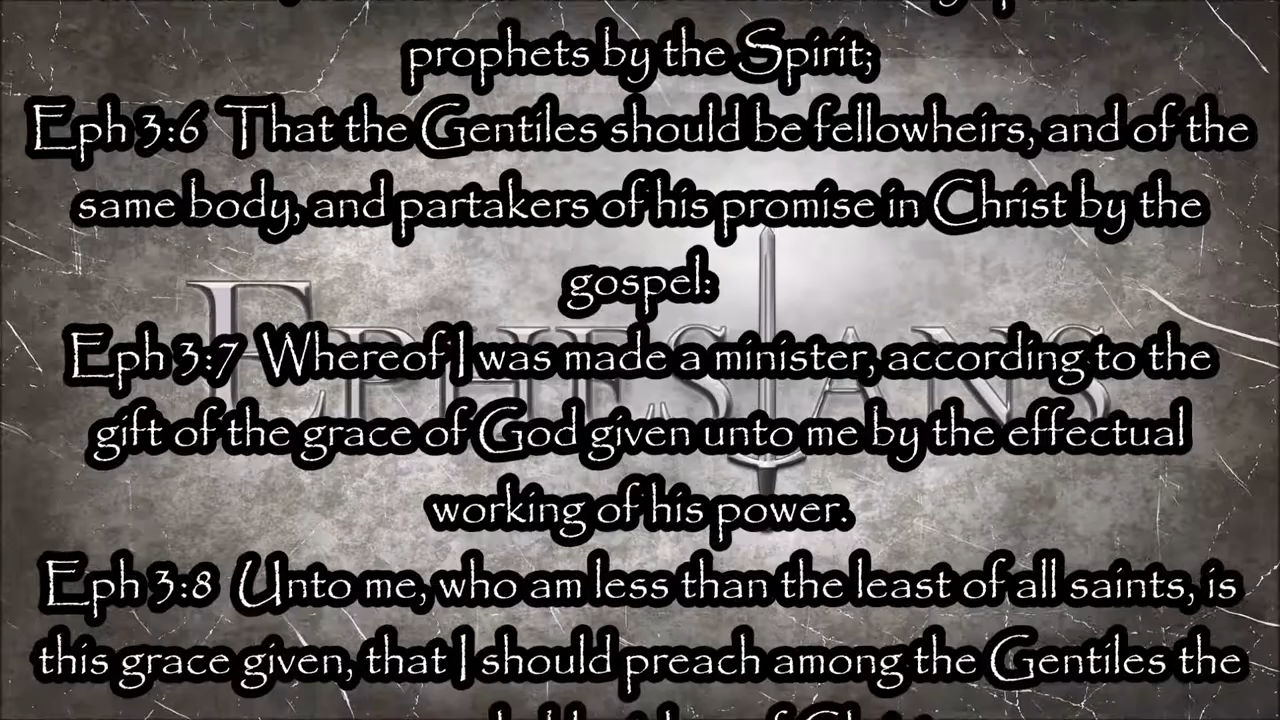 prophets by the Spirit;
Eph 3:6 That the Gentiles should be fellowheirs, and of the
same body, and partakers of his promise in Christ by the
gospel:
EPHESIANS
Eph 3:7 Whereof I was made a minister, according to the
gift of the grace of God given unto me by the effectual
working of his power.
Eph 3:8 Unto me, who am less than the least of all saints, is
this grace given, that I should preach among the Gentiles the